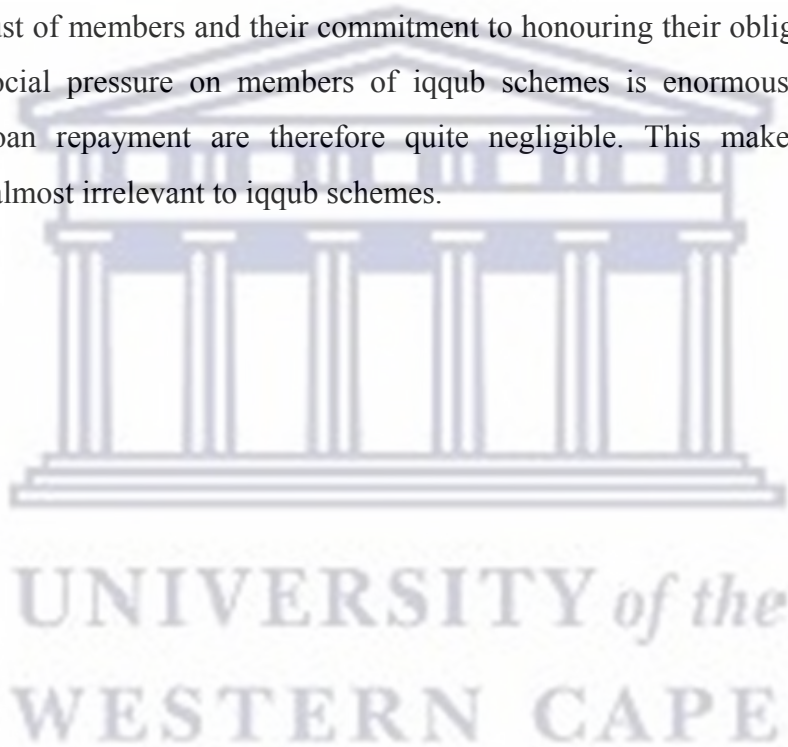 ust of members and their commitment to honouring their oblig
ocial pressure on members of iqqub schemes is enormous
oan repayment are therefore quite negligible. This make
almost irrelevant to iqqub schemes.
UNIVERSITY of the
WESTERN CAPE